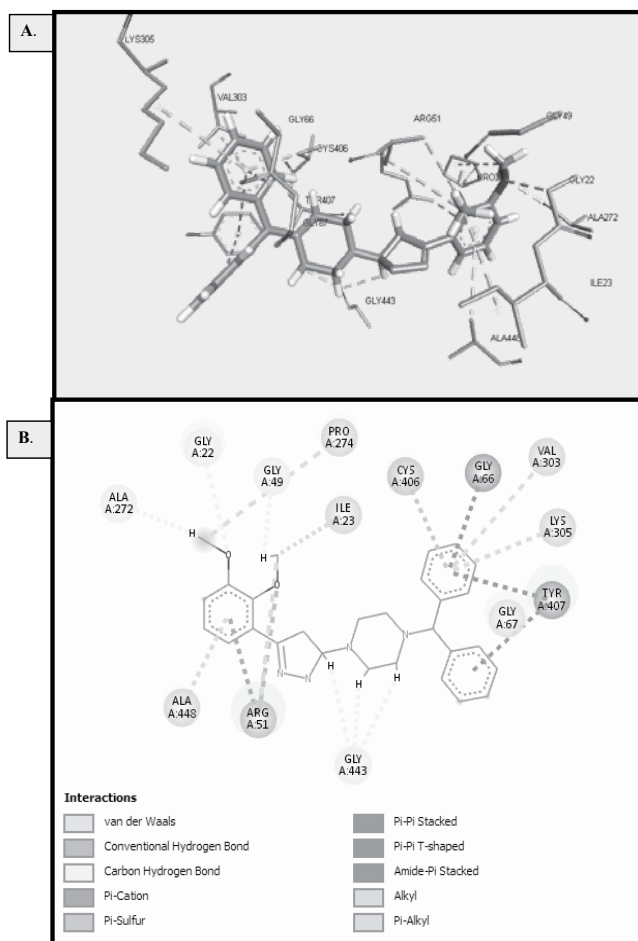 A.
LYS305
VAL303
GLY66
ARG51
GLY49
CYS406
GLY22
TYR407
ALA272
GLY67
ILE23
GLY443
ALA448
B.
PRO
A:274
GLY
A:22
GLY
A:49
CYS
A:406
GLY
A:66
VAL
A:303
ALA
A:272
ILE
A:23
LYS
A:305
H
H
O
O
TYR
A:407
GLY
A:67
N
N
N
N
H
H
H
ALA
A:448
ARG
A:51
GLY
A:443
Interactions
van der Waals
Conventional Hydrogen Bond
Carbon Hydrogen Bond
Pi-Cation
Pi-Sulfur
Pi-Pi Stacked
Pi-Pi T-shaped
Amide-Pi Stacked
Alkyl
Pi-Alkyl